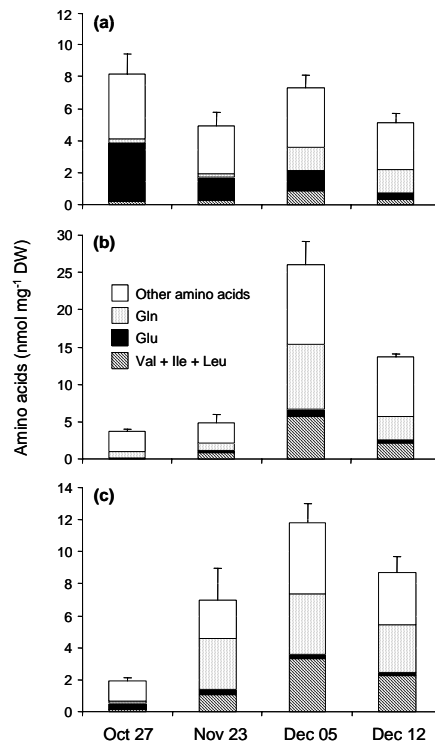 (a)
12
10
8
6
4
2
0
Amino acids (nmol mg-1 DW)
(b)
30
25
20
15
10
5
0
Other amino acids
Gln
Glu
Val + Ile + Leu
(c)
14
12
10
8
6
4
2
0
Oct 27 Nov 23 Dec 05 Dec 12